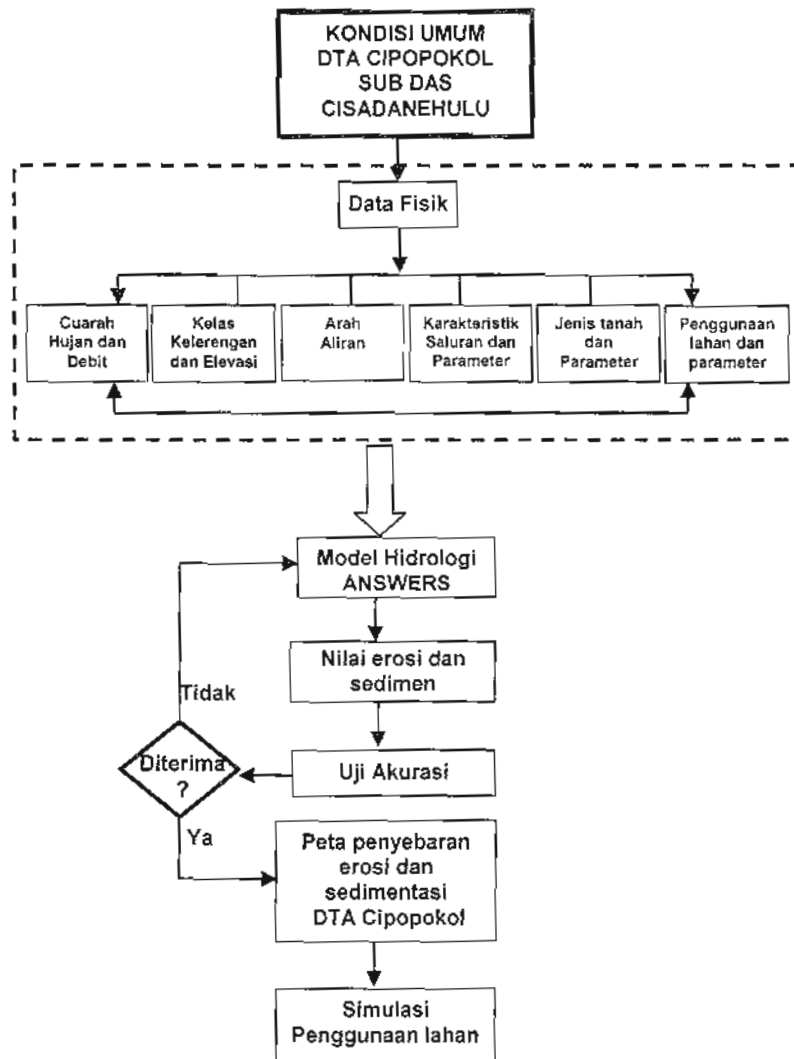 KONDISI UMUM
DTA CIPOPOKOL
SUB DAS
CISADANEHULU
Data Fisik
Cuarah
Hujan dan
Debit
Kelas
Kelerengan
dan Elevasi
Arah
Aliran
Karakteristik
Saluran dan
Parameter
Jenis tanah
dan
Parameter
Penggunaan
lahan dan
parameter
Model Hidrologi
ANSWERS
Nilai erosi dan
sedimen
Tidak
Diterima
?
Uji Akurasi
Ya
Peta penyebaran
erosi dan
sedimentasi
DTA Cipopokol
Simulasi
Penggunaan lahan